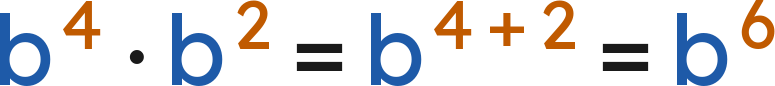 b⁴ · b² = b⁴⁺² = b⁶